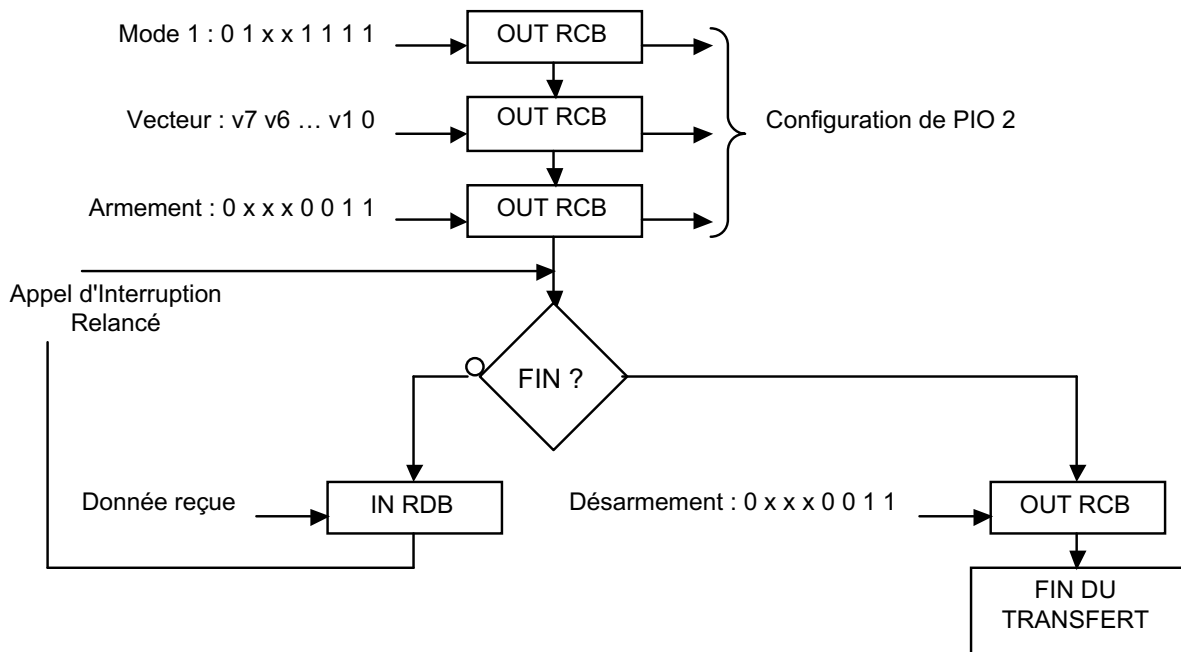 Mode 1 : 0 1 x x 1 1 1 1
OUT RCB
Vecteur : v7 v6 … v1 0
OUT RCB
Configuration de PIO 2
Armement : 0 x x x 0 0 1 1
OUT RCB
Appel d'Interruption
Relancé
FIN ?
Donnée reçue
IN RDB
Désarmement : 0 x x x 0 0 1 1
OUT RCB
FIN DU
TRANSFERT